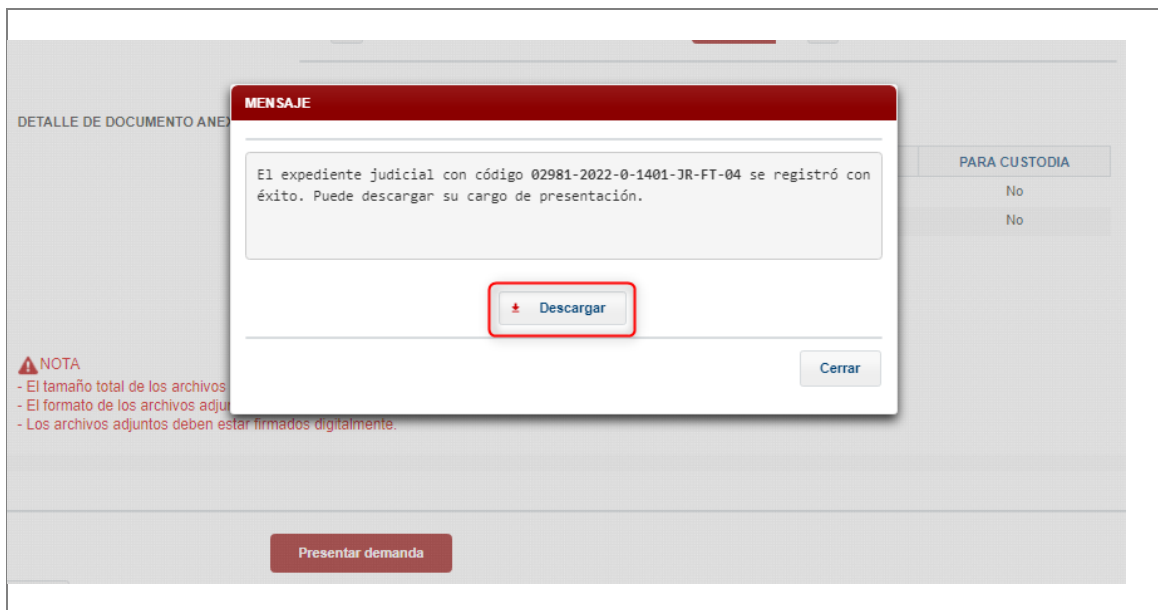 MENSAJE
DETALLE DE DOCUMENTO
PARA CUSTODIA
El expediente judicial con código 02981-2022-0-1401-JR-FT-04 se registró con
éxito. Puede descargar su cargo de presentación.
No
No
Descargar
Cerrar
NOTA
- El tamaño total de los archivos
- El formato de los archivos
- Los archivos adjuntos deben estar firmados digitalmente.
Presentar demanda